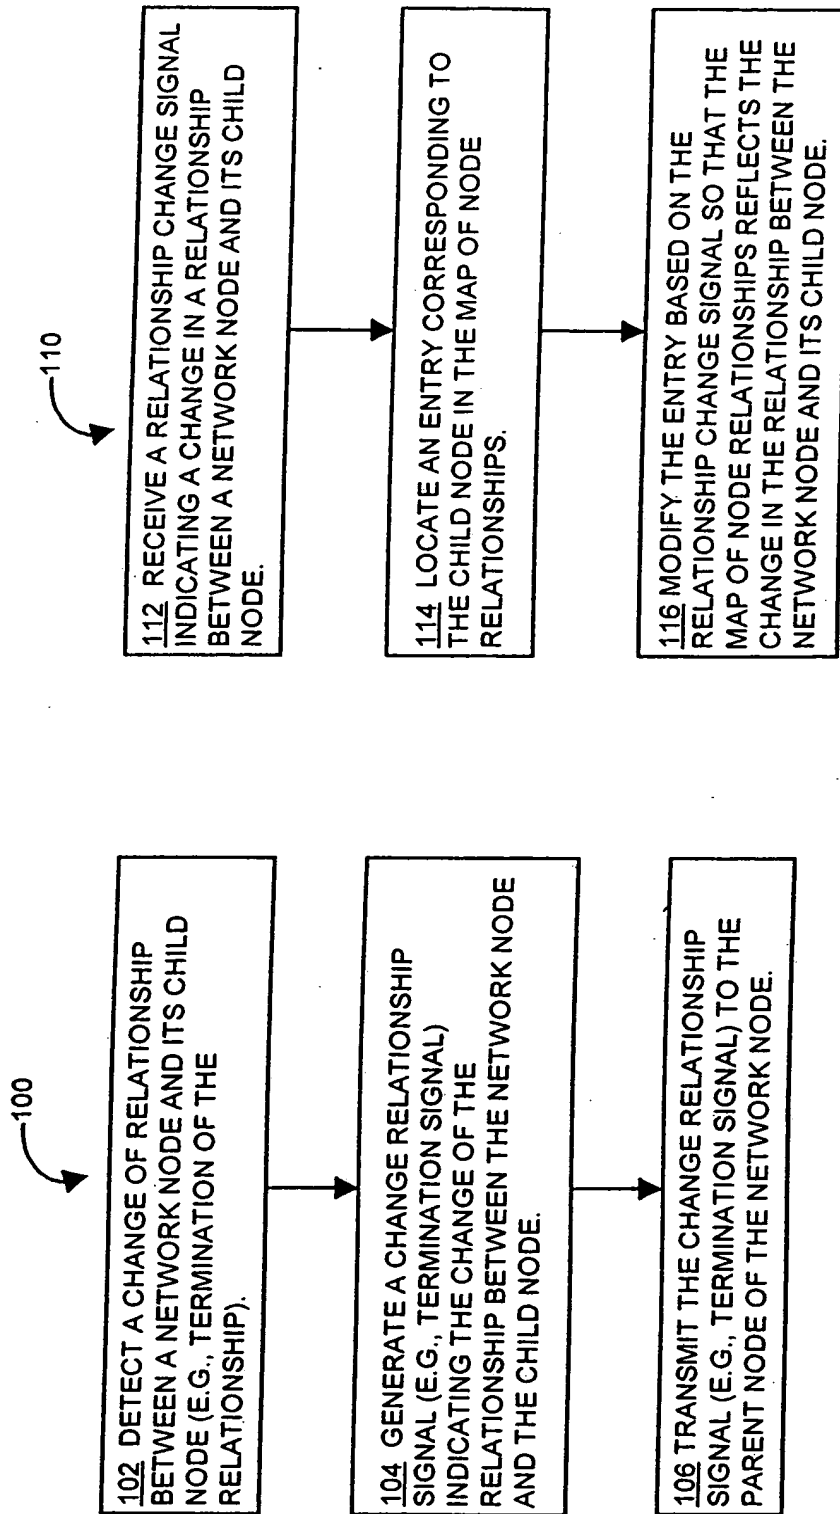 100
102 DETECT A CHANGE OF RELATIONSHIP
BETWEEN A NETWORK NODE AND ITS CHILD
NODE (E.G., TERMINATION OF THE
RELATIONSHIP).
104 GENERATE A CHANGE RELATIONSHIP
SIGNAL (E.G., TERMINATION SIGNAL)
INDICATING THE CHANGE OF THE
RELATIONSHIP BETWEEN THE NETWORK NODE
AND THE CHILD NODE.
106 TRANSMIT THE CHANGE RELATIONSHIP
SIGNAL (E.G., TERMINATION SIGNAL) TO THE
PARENT NODE OF THE NETWORK NODE.
110
112 RECEIVE A RELATIONSHIP CHANGE SIGNAL
INDICATING A CHANGE IN A RELATIONSHIP
BETWEEN A NETWORK NODE AND ITS CHILD
NODE.
114 LOCATE AN ENTRY CORRESPONDING TO
THE CHILD NODE IN THE MAP OF NODE
RELATIONSHIPS.
116 MODIFY THE ENTRY BASED ON THE
RELATIONSHIP CHANGE SIGNAL SO THAT THE
MAP OF NODE RELATIONSHIPS REFLECTS THE
CHANGE IN THE RELATIONSHIP BETWEEN THE
NETWORK NODE AND ITS CHILD NODE.